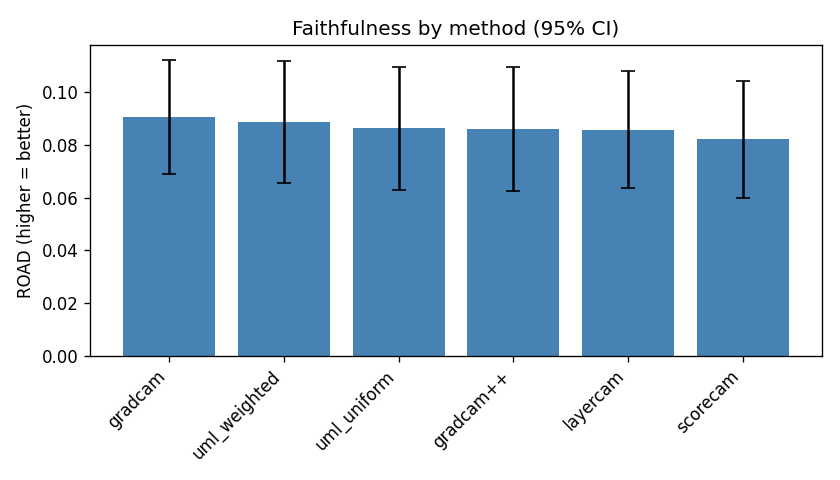 Faithfulness by method (95% CI)
ROAD (higher = better)
0.10
0.08
0.06
0.04
0.02
0.00
gradcam
uml_weighted
uml_uniform
gradcam++
layercam
scorecam